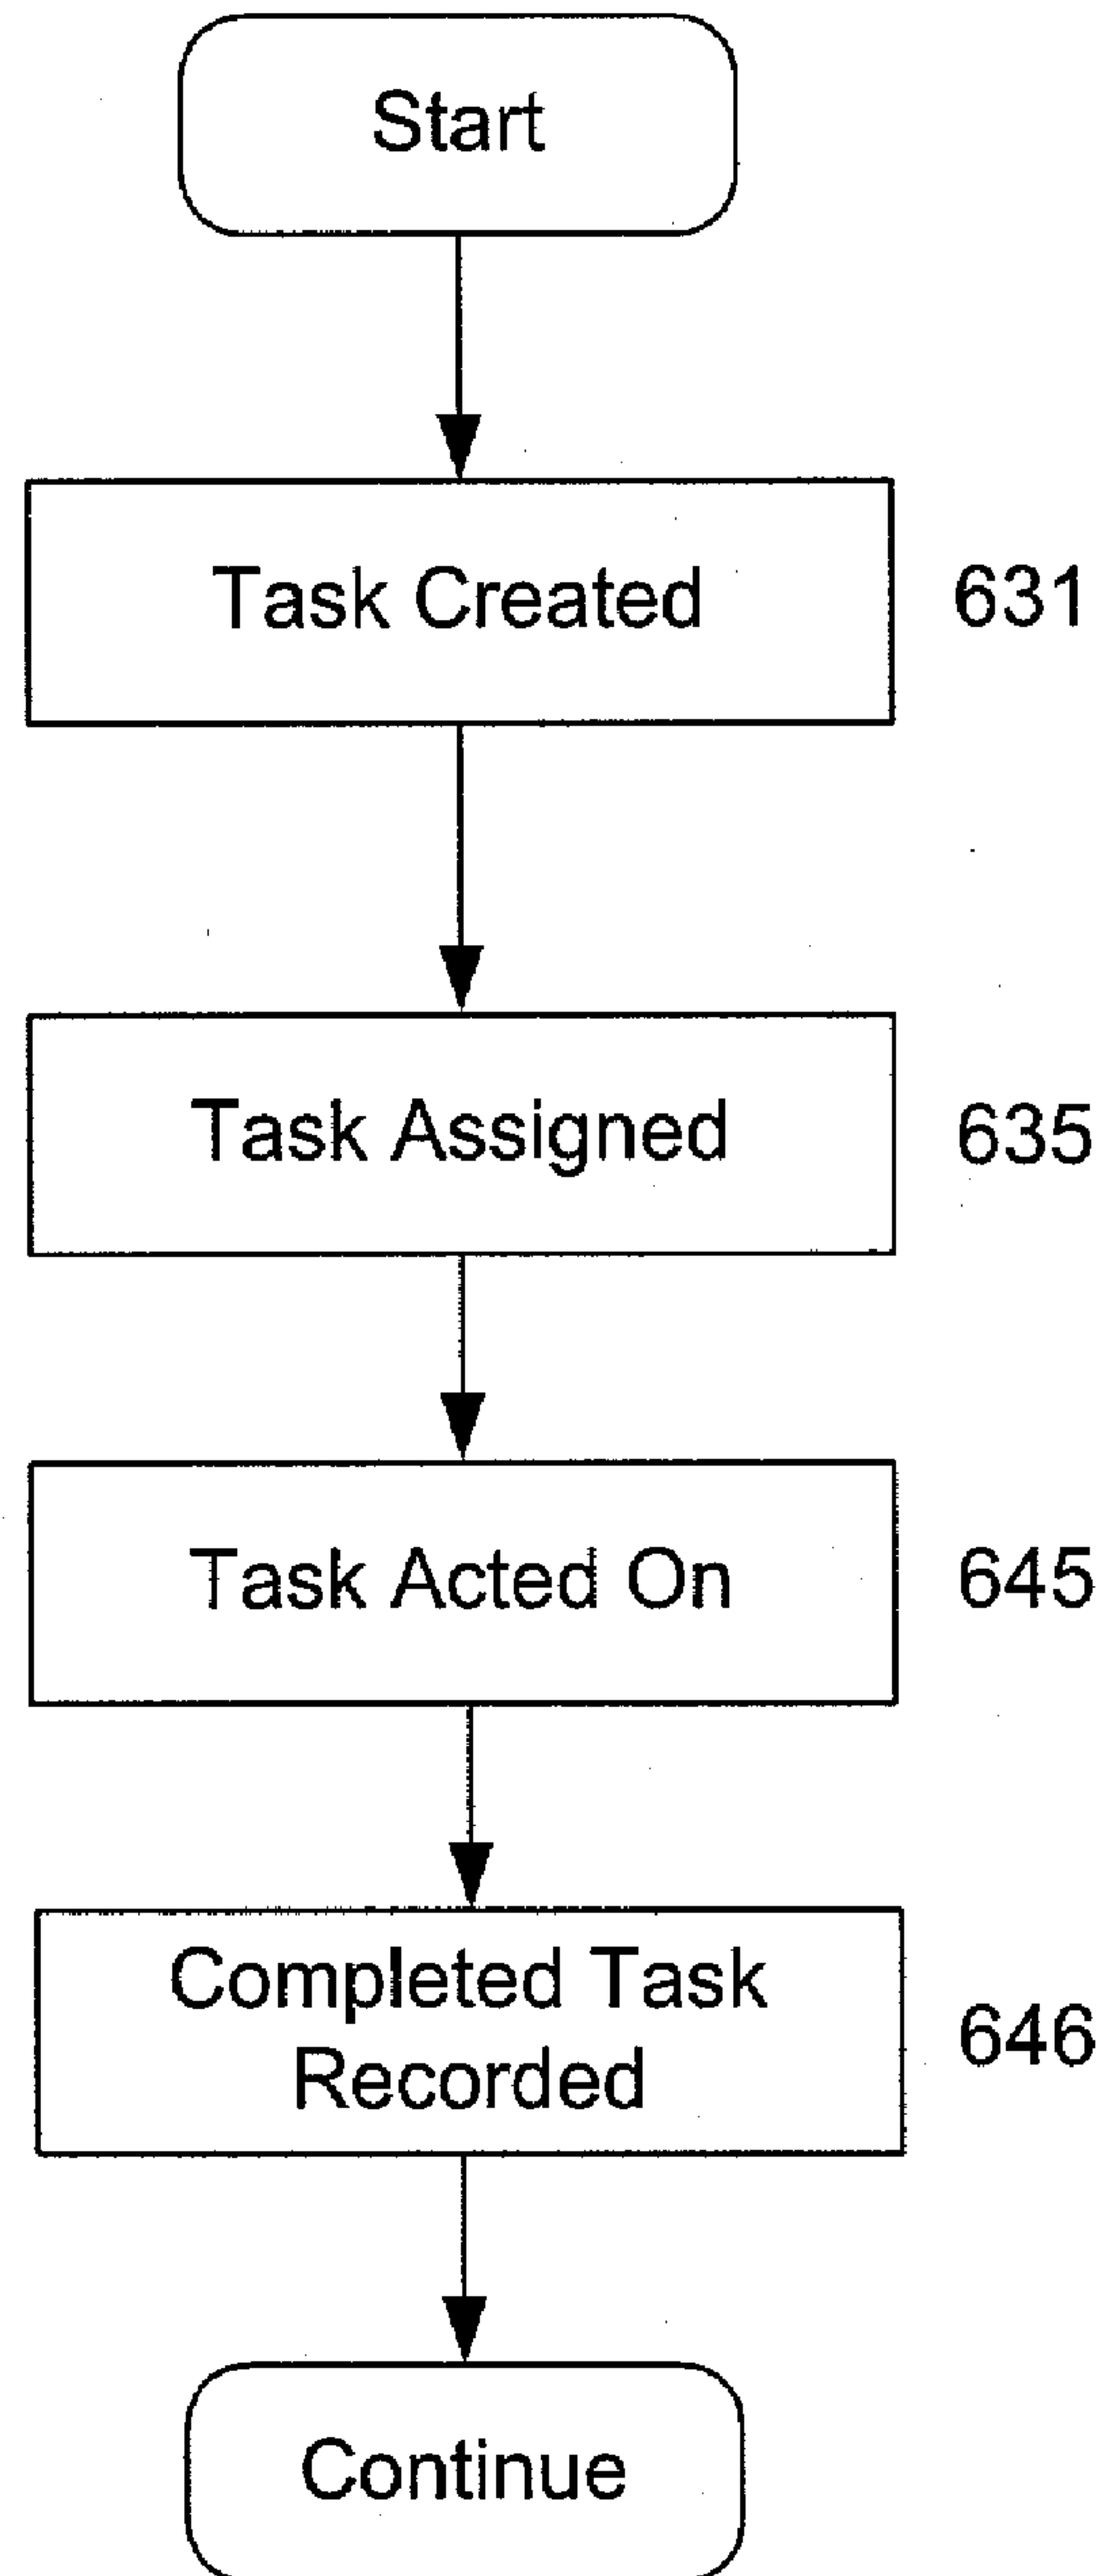 Start
Task Created 631
Task Assigned 635
Task Acted On 645
Completed Task
Recorded
646
Continue